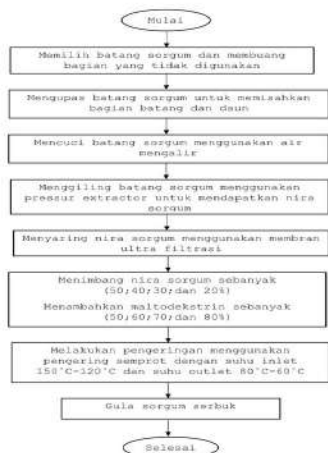 Mulai
Memilih batang sorgum dan membuang
bagian yang tidak digunakan
Mengupas batang sorgum untuk memisahkan
bagian batang dan daun
Mencuci batang sorgum menggunakan air
mengalir
Menggiling batang sorgum menggunakan
pressur extractor untuk mendapatkan nira
sorgum
Menyaring nira sorgum menggunakan membran
ultra filtrasi
Menimbang nira sorgum sebanyak
(50;40;30;dan 20%)
Menambahkan maltodekstrin sebanyak
(50;60;70;dan 80%)
Melakukan pengeringan menggunakan
pengering semprot dengan suhu inlet
150°C-120°C dan suhu outlet 80°C-60°C
Gula sorgum serbuk
Selesai